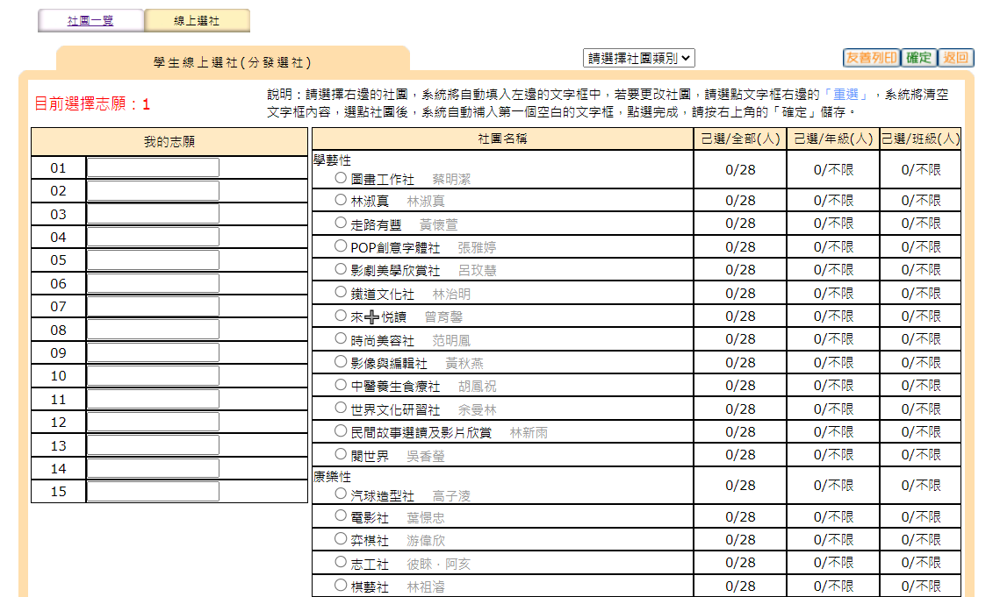 社團一覽 線上選社
學生線上選社(分發選社) 請選擇社團類別 友善列印 確定 返回
目前選擇志願：1
說明：請選擇右邊的社團，系統將自動填入左邊的文字框中，若要更改社團，請選點文字框右邊的「重選」，系統將清空
文字框內容，選點社團後，系統自動補入第一個空白的文字框，點選完成，請按右上角的「確定」儲存。
我的志願
01
02
03
04
05
06
07
08
09
10
11
12
13
14
15
社團名稱 己選/全部(人) 己選/年級(人) 己選/班級(人)
學藝性
圖畫工作社 蔡明潔 0/28 0/不限 0/不限
林淑真 林淑真 0/28 0/不限 0/不限
走路有豐 黃懷萱 0/28 0/不限 0/不限
POP創意字體社 張雅婷 0/28 0/不限 0/不限
影劇美學欣賞社 呂玫慧 0/28 0/不限 0/不限
鐵道文化社 林治明 0/28 0/不限 0/不限
來➕悅讀 曾育馨 0/28 0/不限 0/不限
時尚美容社 范明鳳 0/28 0/不限 0/不限
影像與編輯社 黃秋燕 0/28 0/不限 0/不限
中醫養生食療社 胡鳳祝 0/28 0/不限 0/不限
世界文化研習社 余曼林 0/28 0/不限 0/不限
民間故事選讀及影片欣賞 林新雨 0/28 0/不限 0/不限
閱世界 吳香瑩 0/28 0/不限 0/不限
康樂性
汽球造型社 高子淩 0/28 0/不限 0/不限
電影社 葉憬忠 0/28 0/不限 0/不限
弈棋社 游偉欣 0/28 0/不限 0/不限
志工社 彼睞．阿亥 0/28 0/不限 0/不限
棋藝社 林祖濬 0/28 0/不限 0/不限